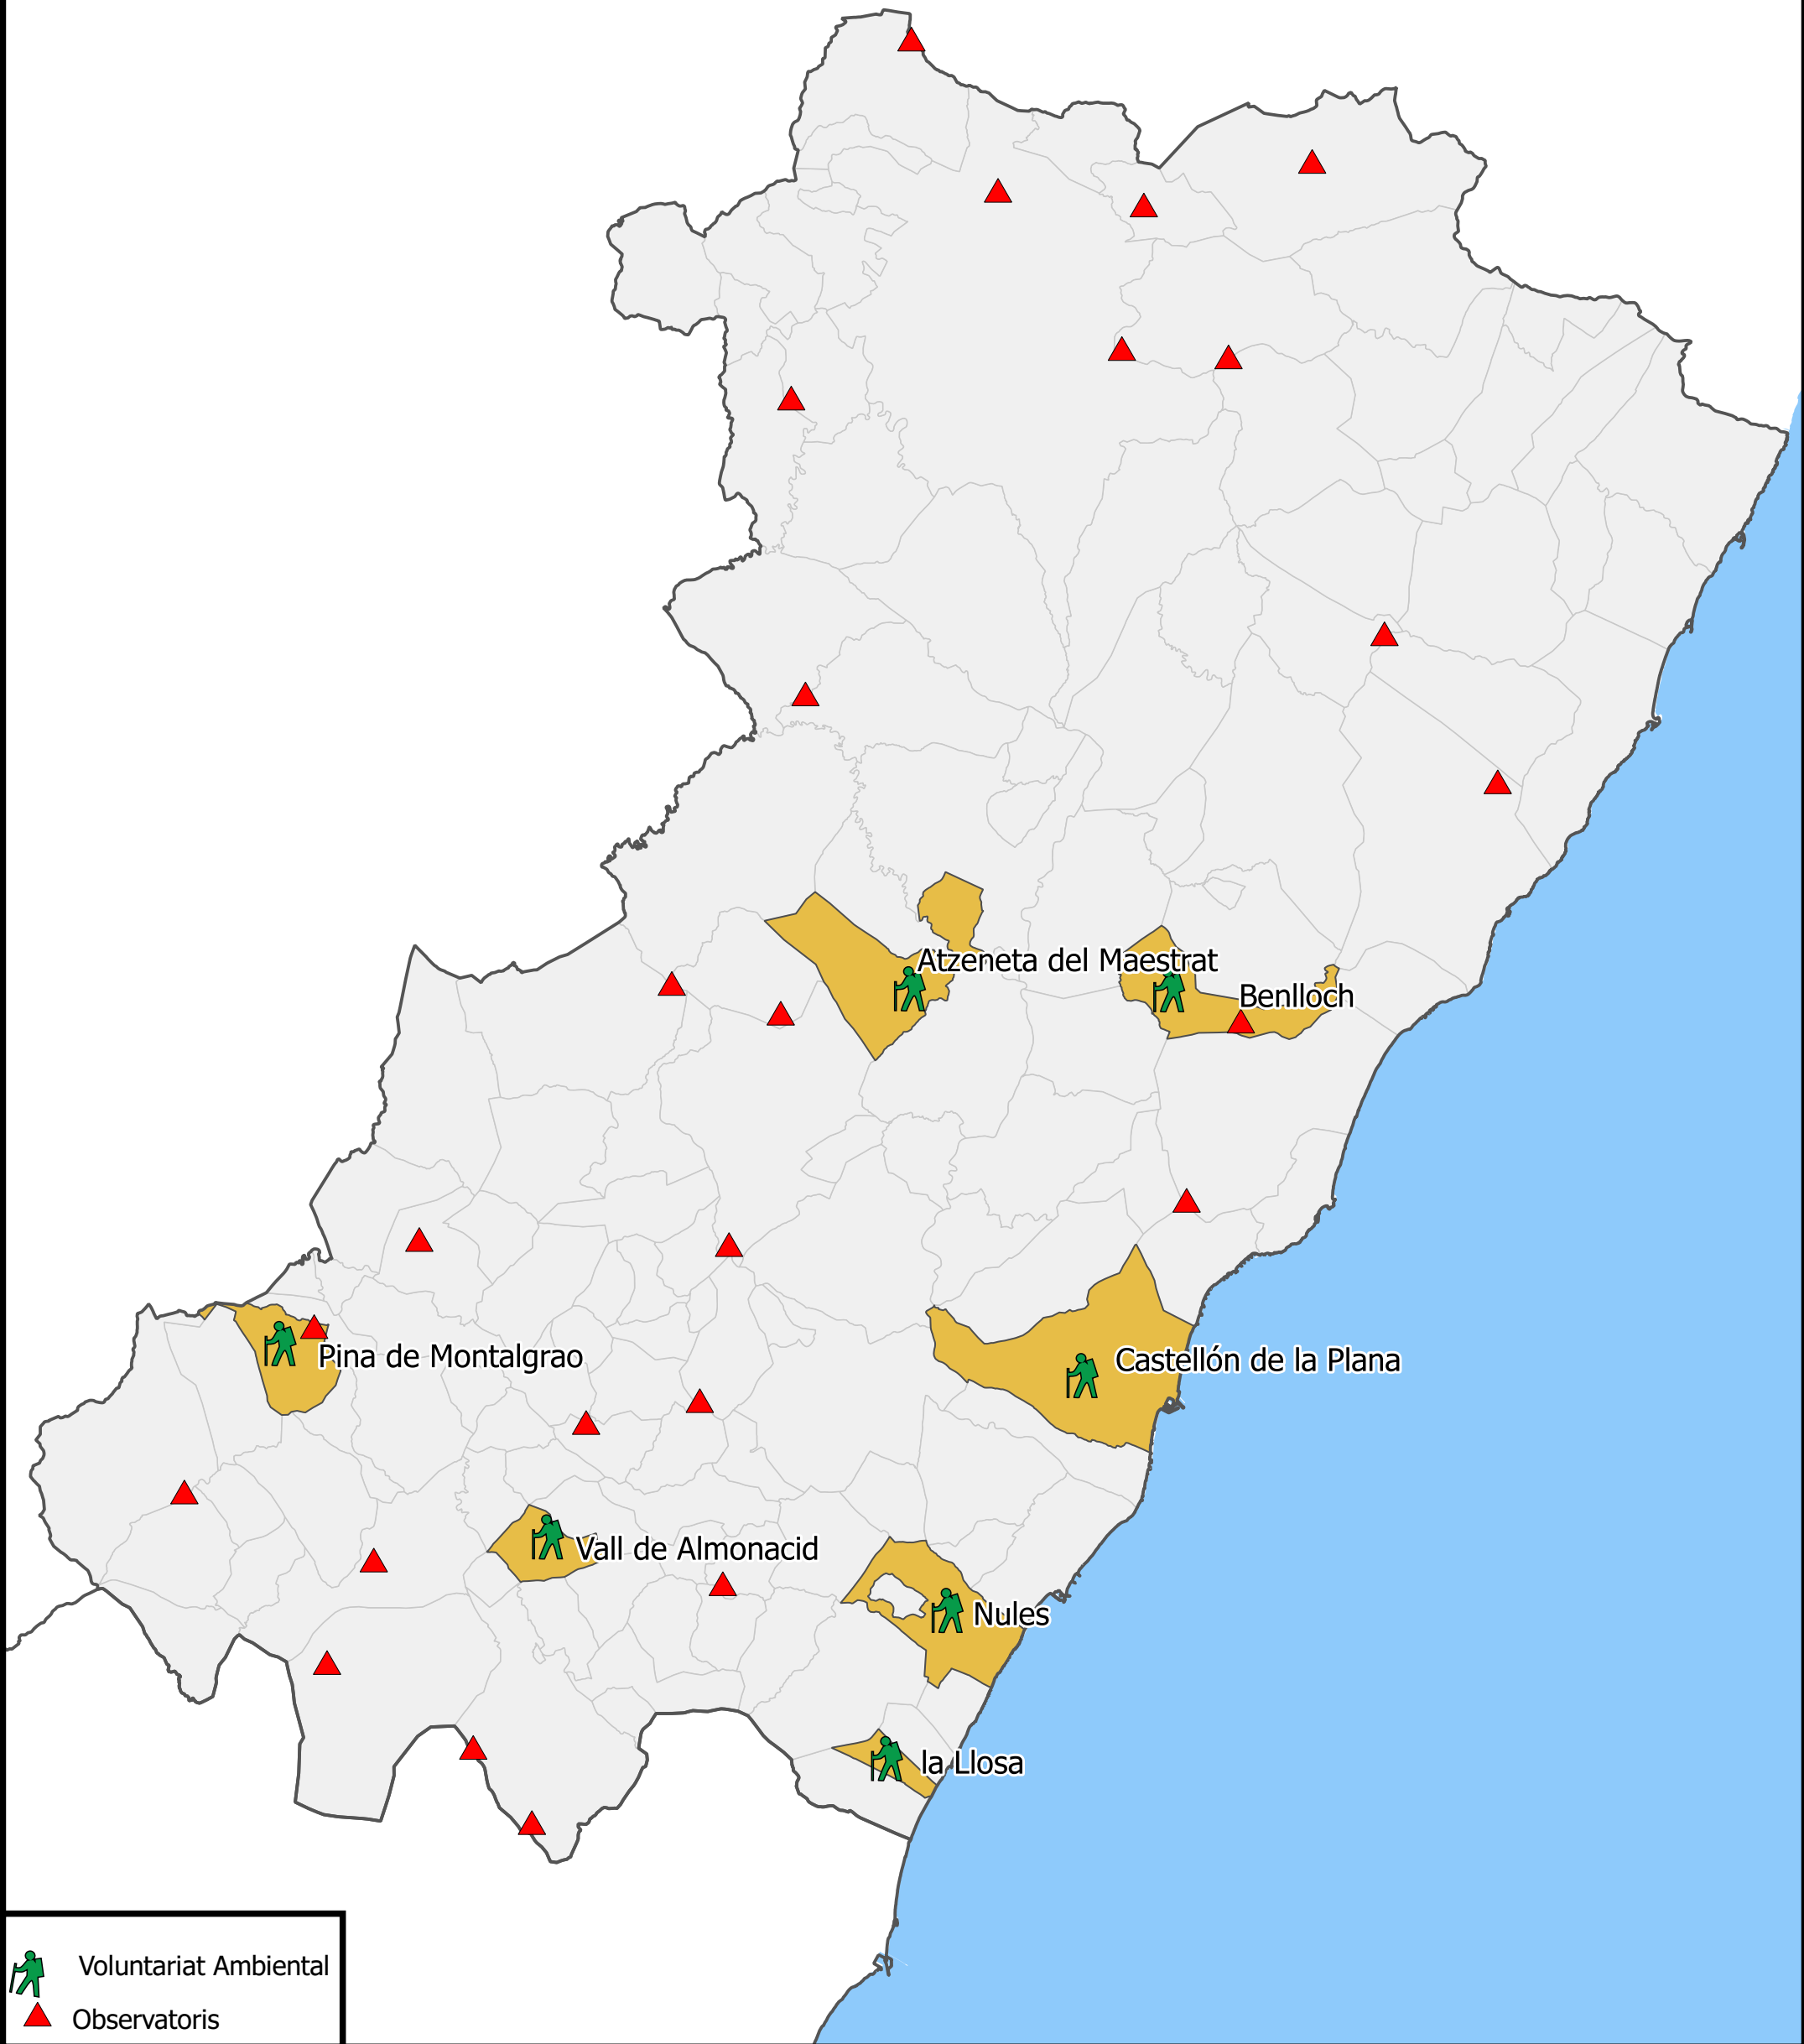 Atzeneta del Maestrat
Benlloch
Pina de Montalgrao
Castellón de la Plana
Vall de Almonacid
Nules
la Llosa
Voluntariat Ambiental
Observatoris